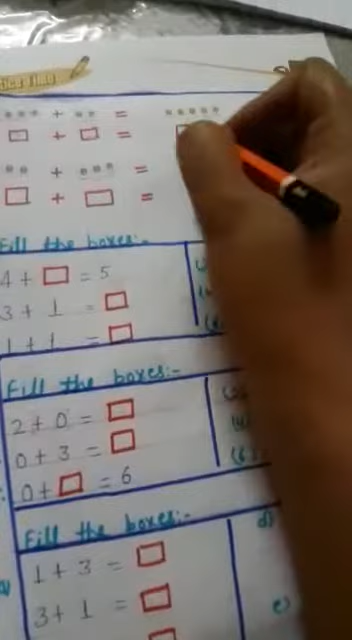 + =
□ + □ =
+ =
□ + □ =
Fill the boxes:-
4 + □ = 5
3 + 1 = □
1 + 1 = □
Fill the boxes:-
2 + 0 = □
0 + 3 = □
0 + □ = 6
Fill the boxes:-
d)
1 + 3 = □
3 + 1 = □
e)